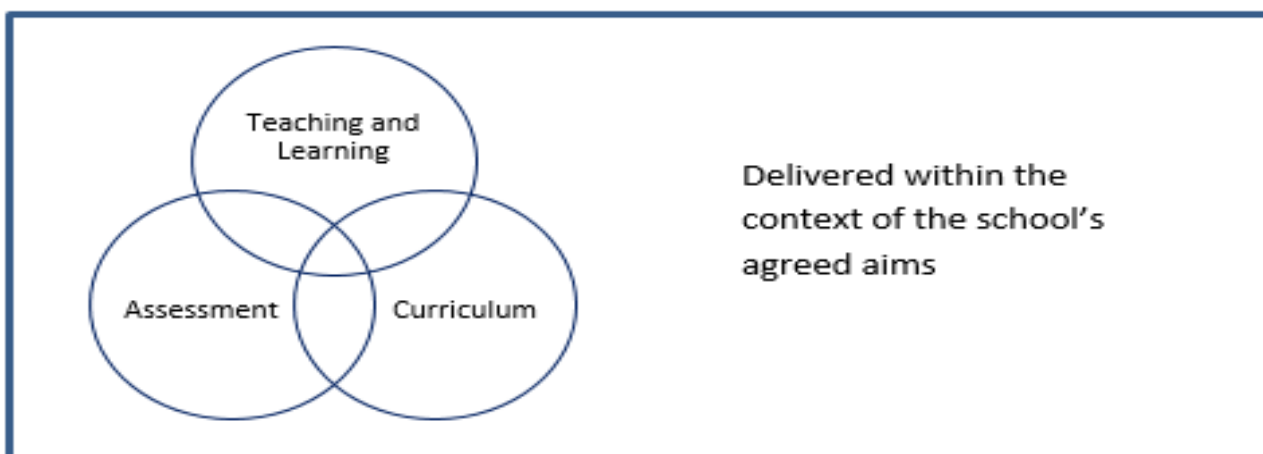 Teaching and
Learning
Assessment
Curriculum
Delivered within the
context of the school’s
agreed aims